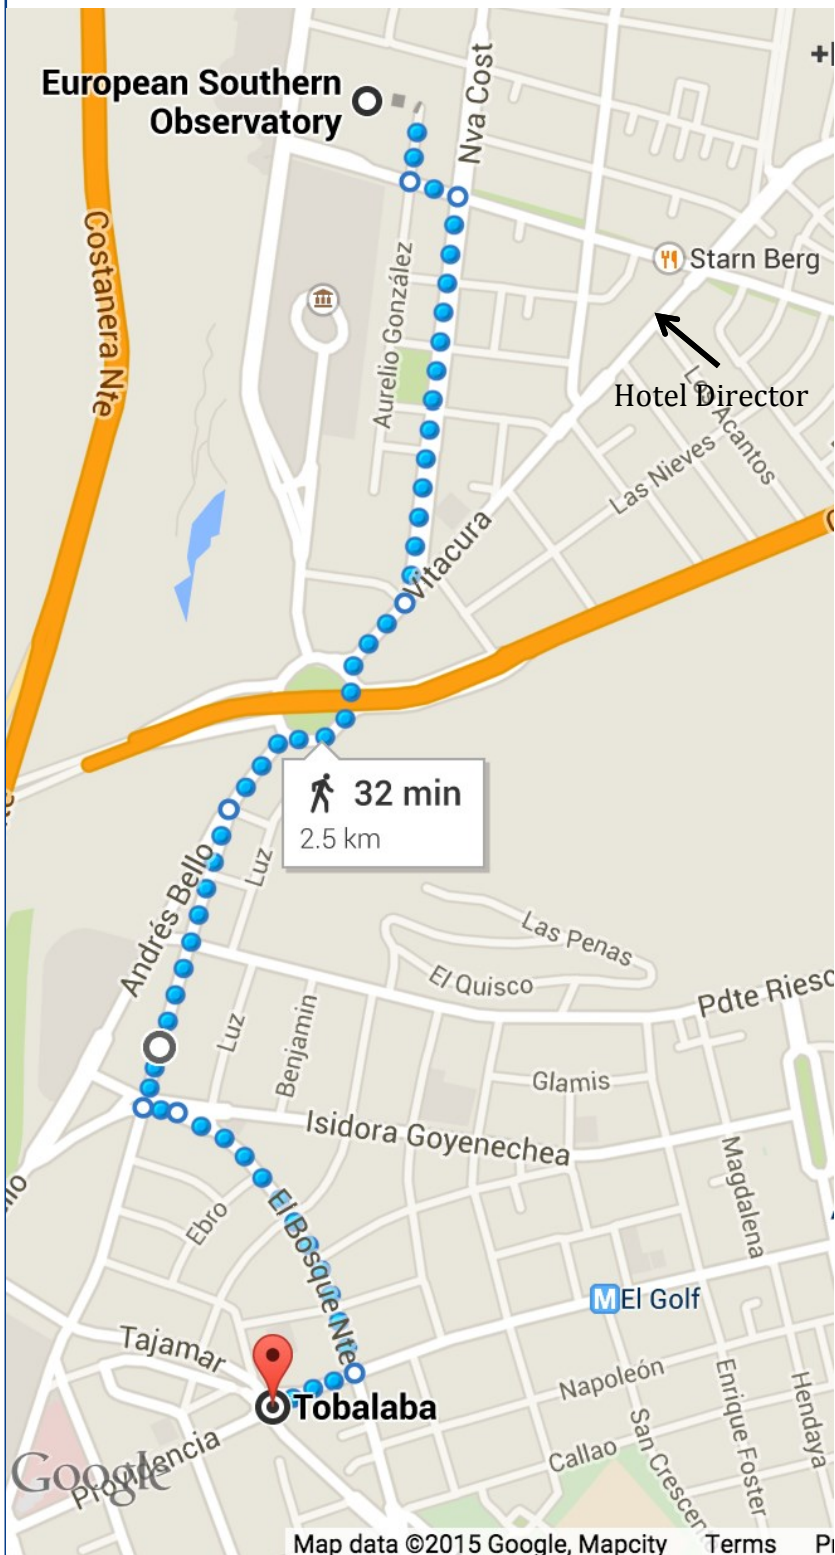 European Southern
Observatory
Nva Cost
Costanera Nte
Starn Berg
Aurelio González
Hotel Director
Los Acantos
Las Nieves
Vitacura
32 min
2.5 km
Luz
Andrés Bello
Las Penas
El Quisco
Pdte Riesc
Luz
Benjamin
Glamis
Isidora Goyenechea
Magdalena
Ebro
El Bosque Nte
M El Golf
Tajamar
Napoleón
Enrique Foster
Hendaya
Tobalaba
Callao
San Crescen
Google
Providencia
Map data ©2015 Google, Mapcity Terms